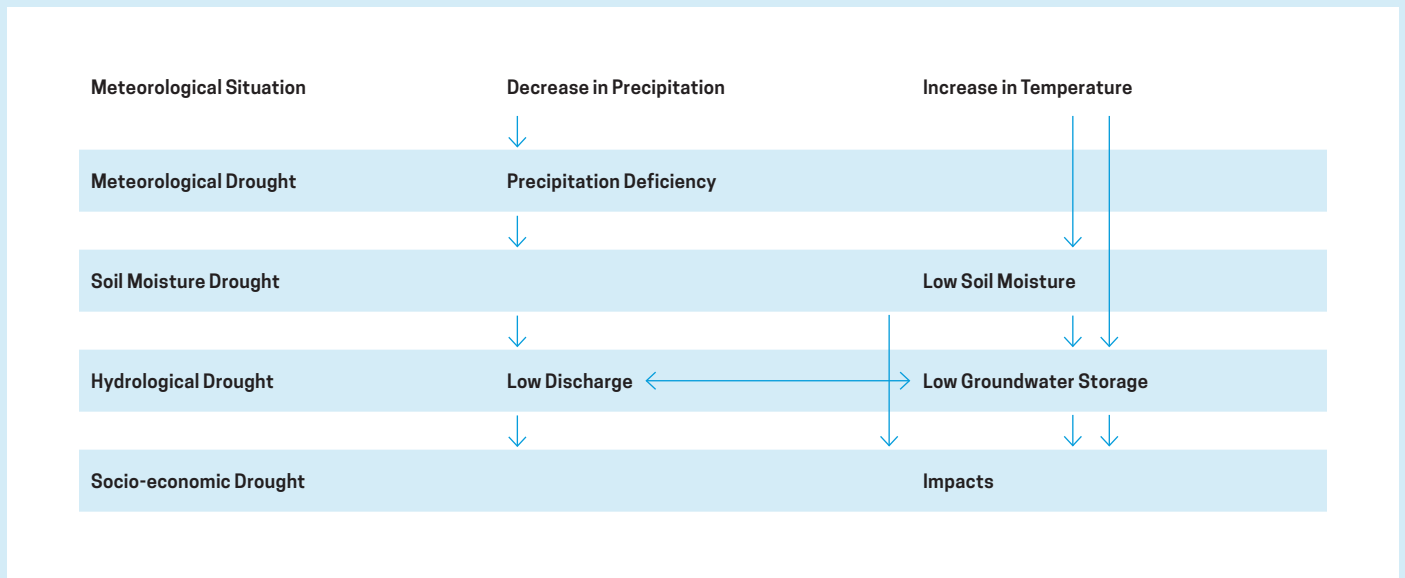 Meteorological Situation
Decrease in Precipitation
Increase in Temperature
Meteorological Drought
Precipitation Deficiency
Soil Moisture Drought
Low Soil Moisture
Hydrological Drought
Low Discharge
Low Groundwater Storage
Socio-economic Drought
Impacts